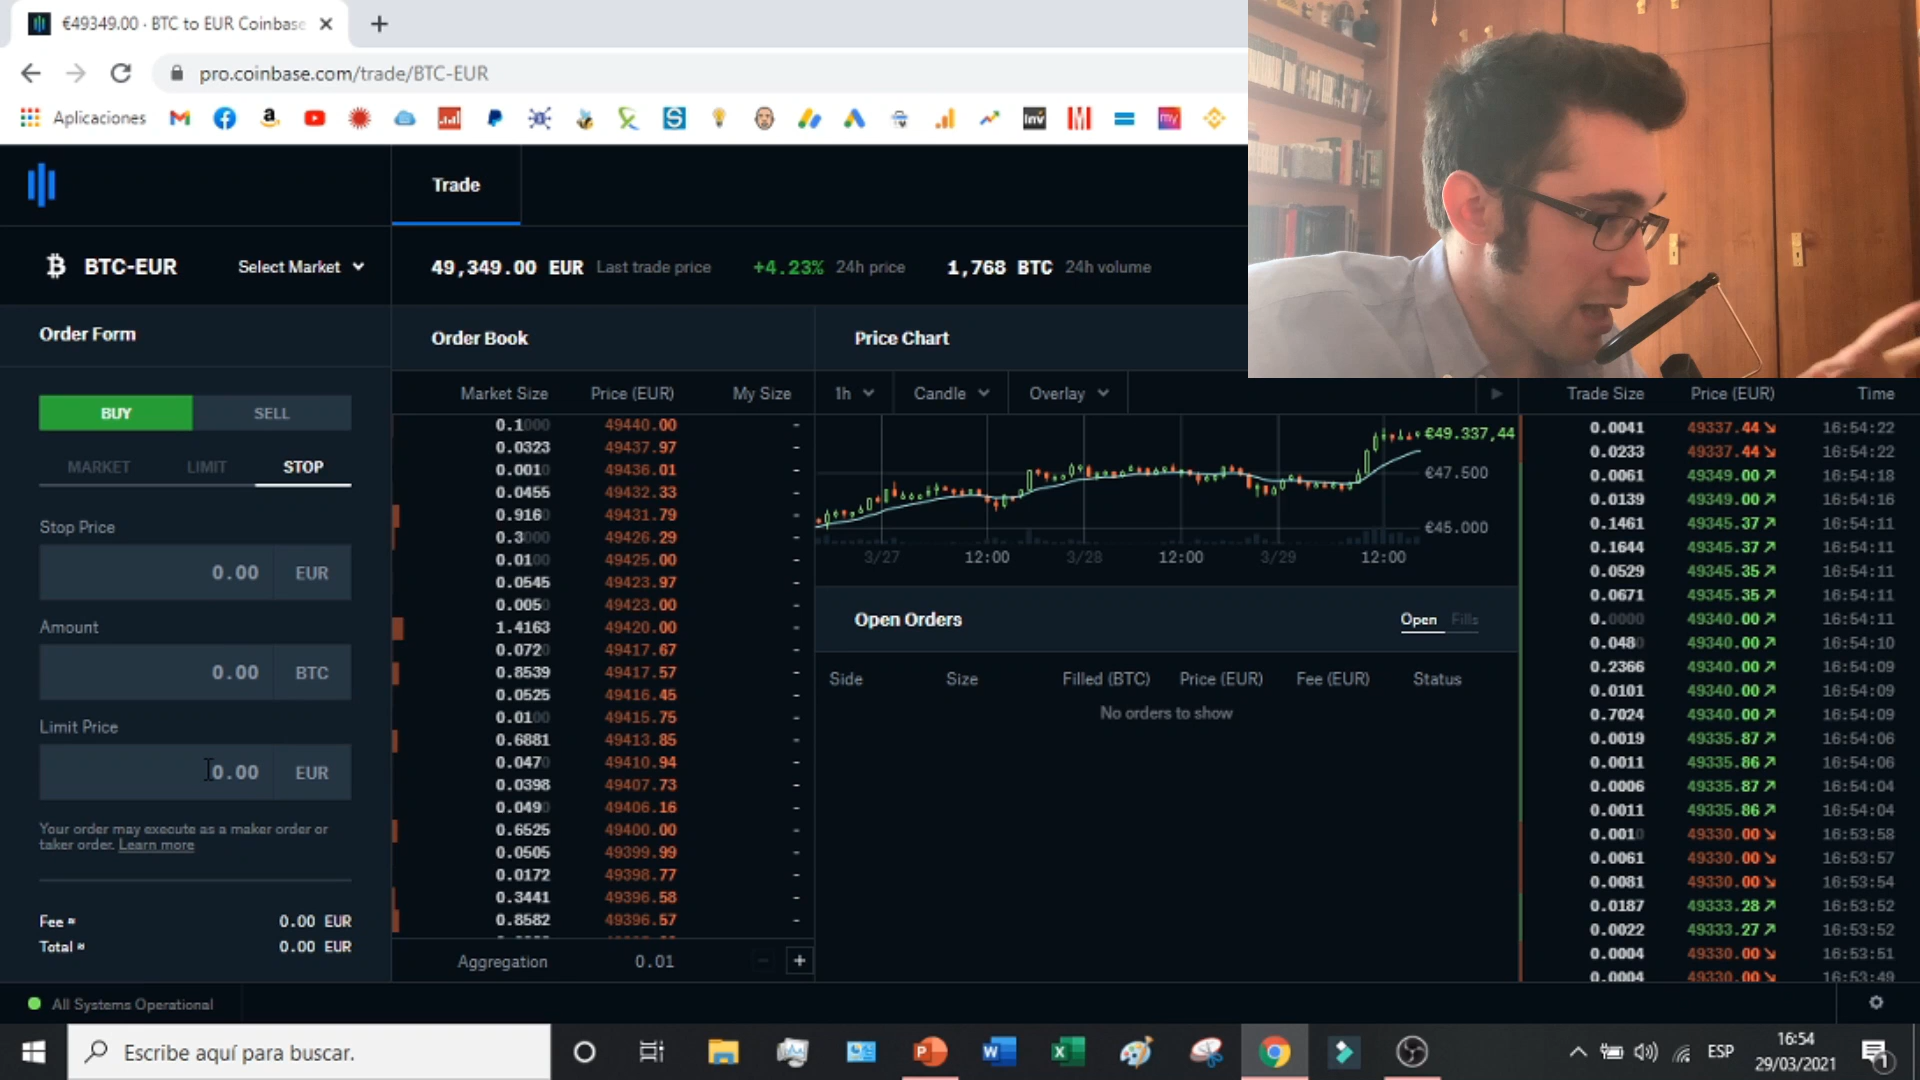 €49349.00 · BTC to EUR Coinbase
pro.coinbase.com/trade/BTC-EUR
Aplicaciones
Inv
my
Trade
BTC-EUR
Select Market
49,349.00 EUR Last trade price
+4.23% 24h price
1,768 BTC 24h volume
Order Form
BUY
SELL
MARKET
LIMIT
STOP
Stop Price
0.00 EUR
Amount
0.00 BTC
Limit Price
0.00 EUR
Your order may execute as a maker order or
taker order. Learn more
Fee ≈ 0.00 EUR
Total ≈ 0.00 EUR
All Systems Operational
Order Book
Market Size Price (EUR) My Size
0.1000 49440.00 -
0.0323 49437.97 -
0.0010 49436.01 -
0.0455 49432.33 -
0.9160 49431.79 -
0.3000 49426.29 -
0.0100 49425.00 -
0.0545 49423.97 -
0.0050 49423.00 -
1.4163 49420.00 -
0.0720 49417.67 -
0.8539 49417.57 -
0.0525 49416.45 -
0.0100 49415.75 -
0.6881 49413.85 -
0.0470 49410.94 -
0.0398 49407.73 -
0.0490 49406.16 -
0.6525 49400.00 -
0.0505 49399.99 -
0.0172 49398.77 -
0.3441 49396.58 -
0.8582 49396.57 -
Aggregation 0.01 - +
Price Chart
1h
Candle
Overlay
€49.337,44
€47.500
€45.000
3/27 12:00 3/28 12:00 3/29 12:00
Open Orders
Open Fills
Side Size Filled (BTC) Price (EUR) Fee (EUR) Status
No orders to show
Trade Size Price (EUR) Time
0.0041 49337.44 ↘ 16:54:22
0.0233 49337.44 ↘ 16:54:22
0.0061 49349.00 ↗ 16:54:18
0.0139 49349.00 ↗ 16:54:16
0.1461 49345.37 ↗ 16:54:11
0.1644 49345.37 ↗ 16:54:11
0.0529 49345.35 ↗ 16:54:11
0.0671 49345.35 ↗ 16:54:11
0.0000 49340.00 ↗ 16:54:11
0.0480 49340.00 ↗ 16:54:10
0.2366 49340.00 ↗ 16:54:09
0.0101 49340.00 ↗ 16:54:09
0.7024 49340.00 ↗ 16:54:09
0.0019 49335.87 ↗ 16:54:06
0.0011 49335.86 ↗ 16:54:06
0.0006 49335.87 ↗ 16:54:04
0.0011 49335.86 ↗ 16:54:04
0.0010 49330.00 ↘ 16:53:58
0.0061 49330.00 ↘ 16:53:57
0.0081 49330.00 ↘ 16:53:54
0.0187 49333.28 ↗ 16:53:52
0.0022 49333.27 ↗ 16:53:52
0.0004 49330.00 ↘ 16:53:51
0.0004 49330.00 ↘ 16:53:49
Escribe aquí para buscar.
ESP
16:54
29/03/2021
1